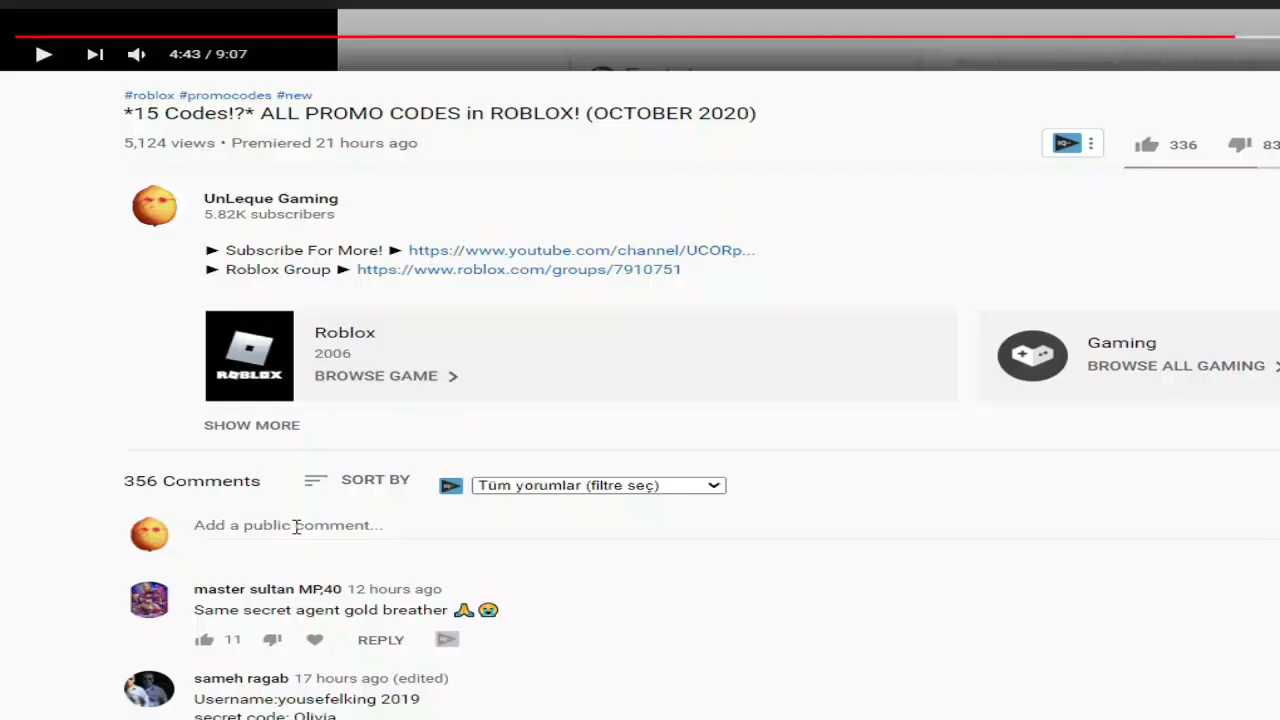 4:43 / 9:07
#roblox #promocodes #new
*15 Codes!?* ALL PROMO CODES in ROBLOX! (OCTOBER 2020)
5,124 views • Premiered 21 hours ago
336
83
UnLeque Gaming
5.82K subscribers
► Subscribe For More! ► https://www.youtube.com/channel/UCORp...
► Roblox Group ► https://www.roblox.com/groups/7910751
ROBLOX
Roblox
2006
BROWSE GAME
Gaming
BROWSE ALL GAMING
SHOW MORE
356 Comments
SORT BY
Tüm yorumlar (filtre seç)
Add a public comment...
master sultan MP,40 12 hours ago
Same secret agent gold breather 🙏 😭
11
REPLY
sameh ragab 17 hours ago (edited)
Username:yousefelking 2019
secret code: Olivia